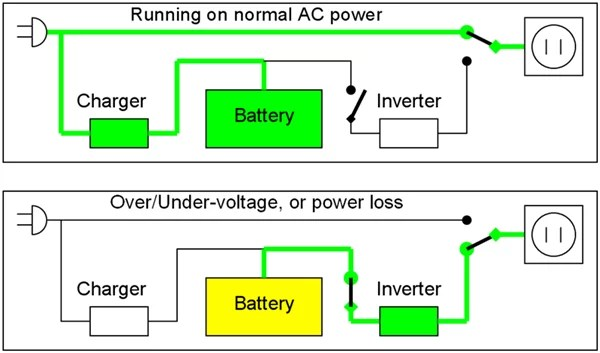 Running on normal AC power
Charger
Battery
Inverter
Over/Under-voltage, or power loss
Charger
Battery
Inverter